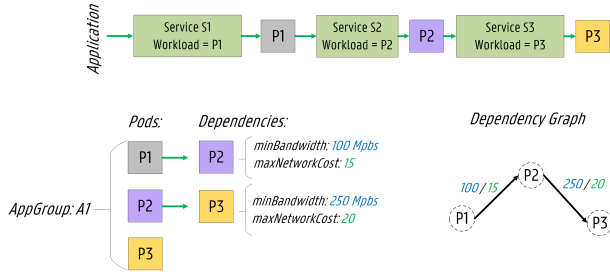 Application
Service S1
Workload = P1
P1
Service S2
Workload = P2
P2
Service S3
Workload = P3
P3
Pods:
Dependencies:
AppGroup: A1
P1
P2
minBandwidth: 100 Mpbs
maxNetworkCost: 15
P2
P3
minBandwidth: 250 Mpbs
maxNetworkCost: 20
P3
Dependency Graph
P1
100 / 15
P2
250 / 20
P3